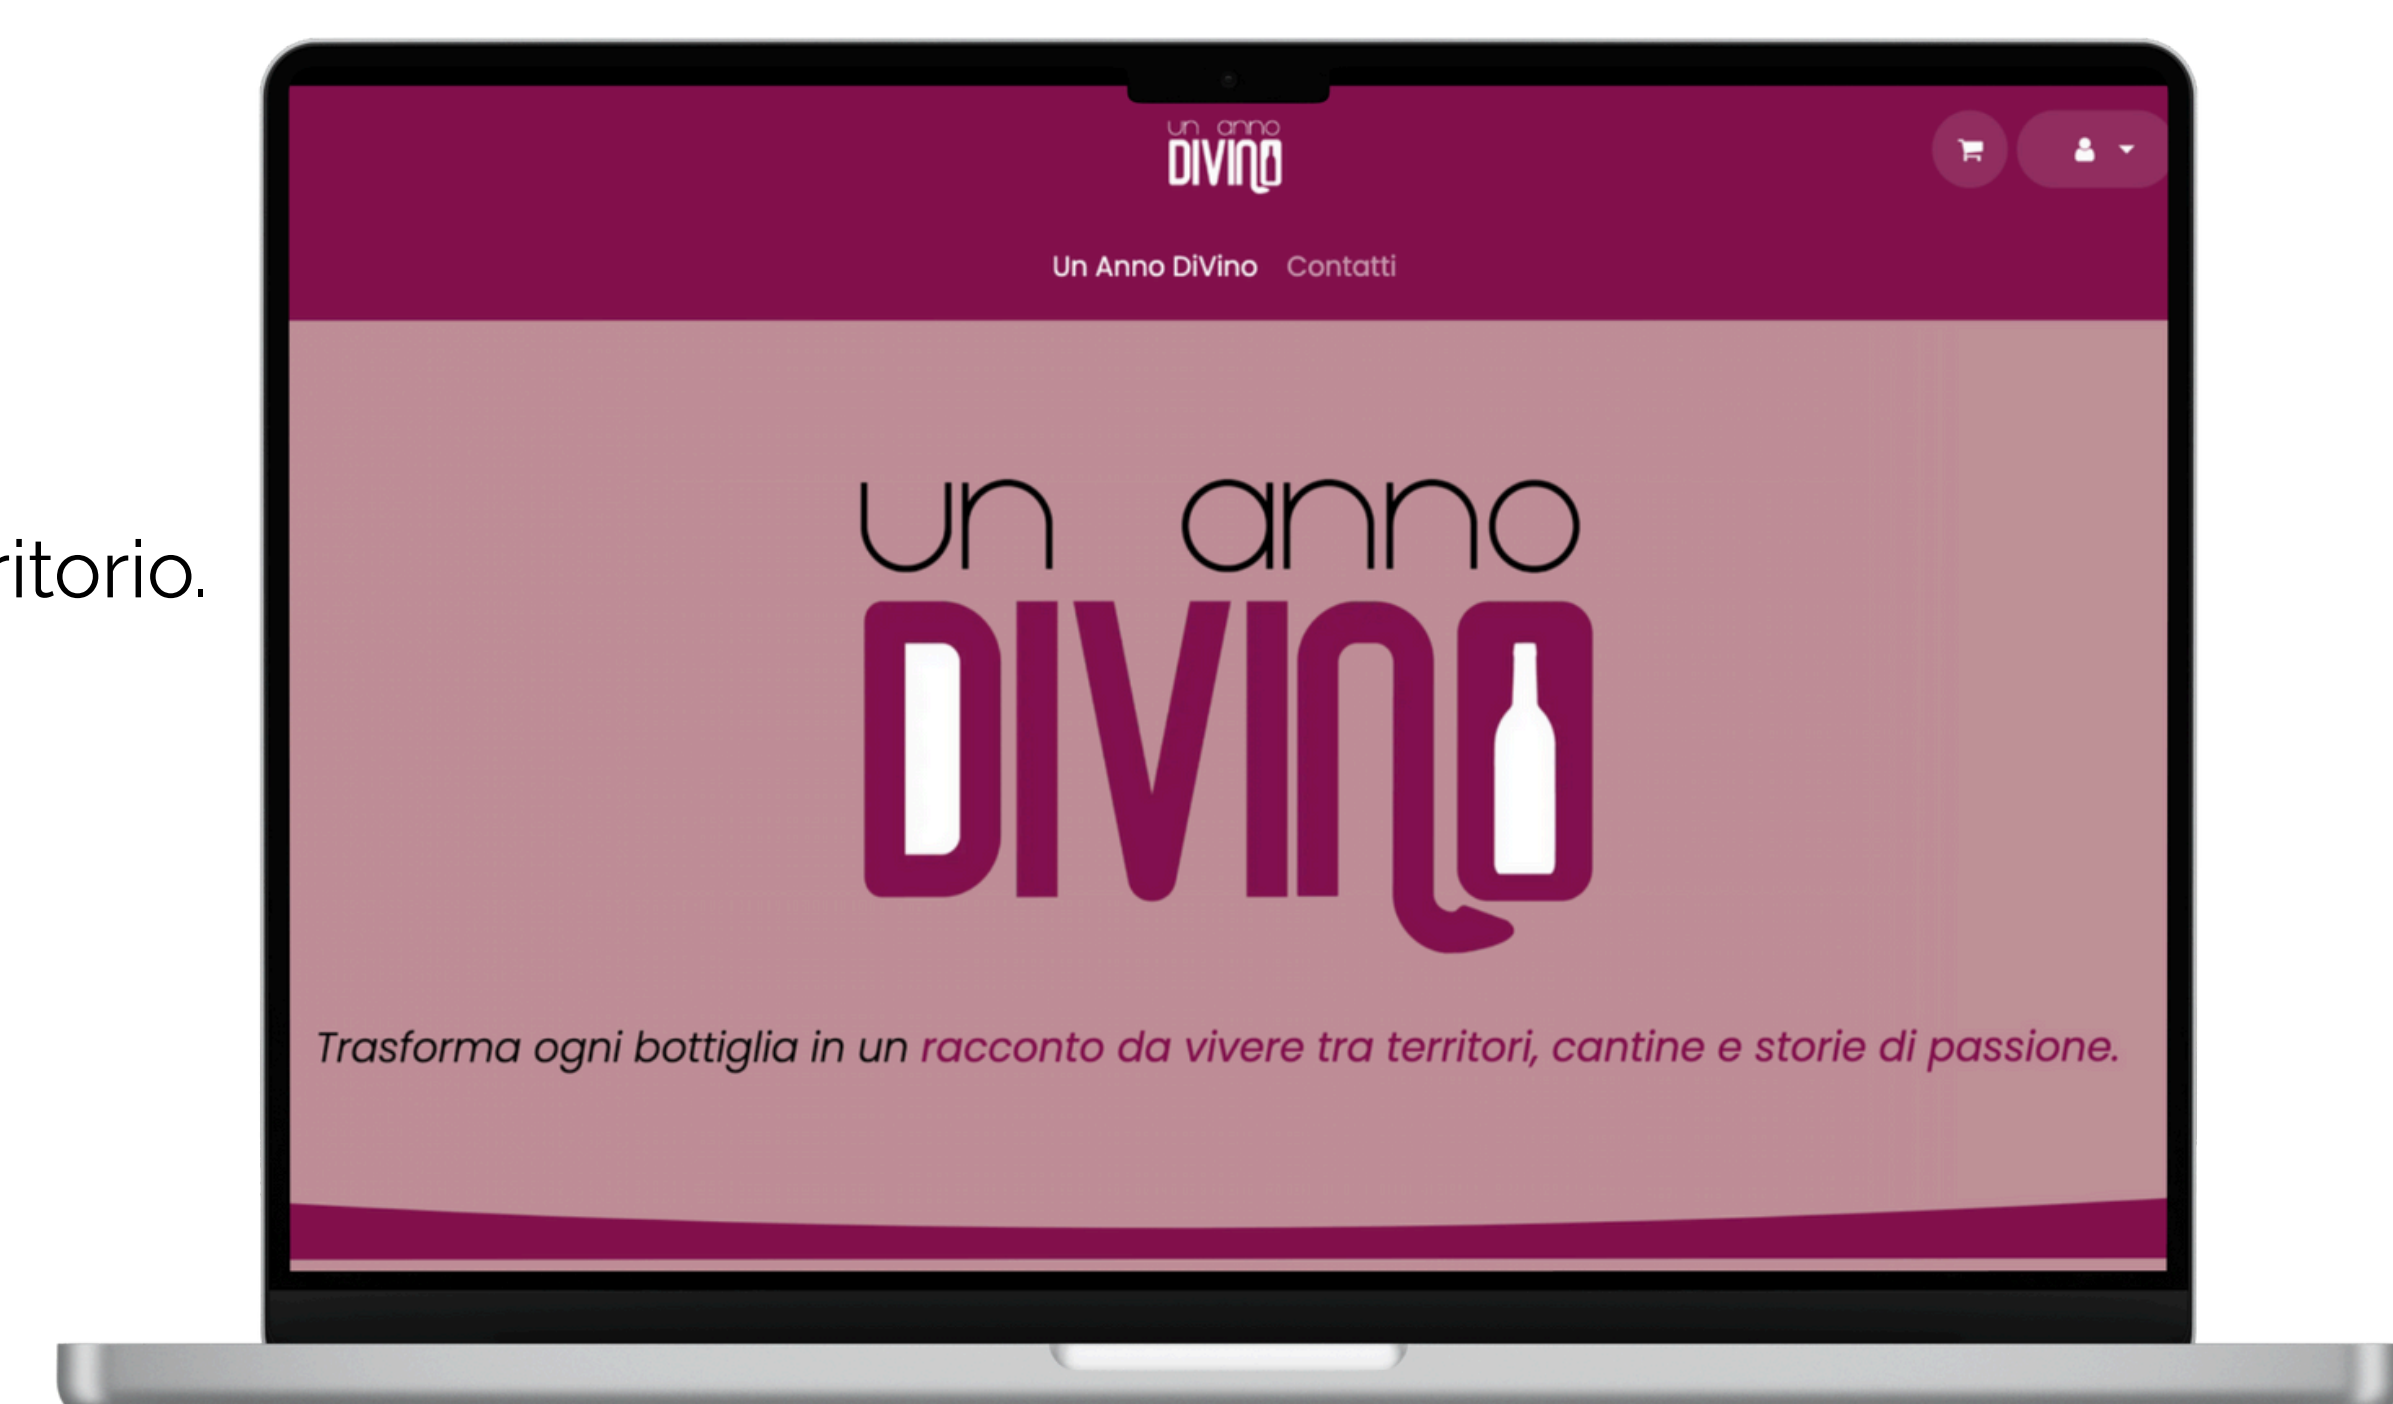 un anno
DIVINO
Un Anno DiVino Contatti
ritorio.
un anno
DIVINO
Trasforma ogni bottiglia in un racconto da vivere tra territori, cantine e storie di passione.